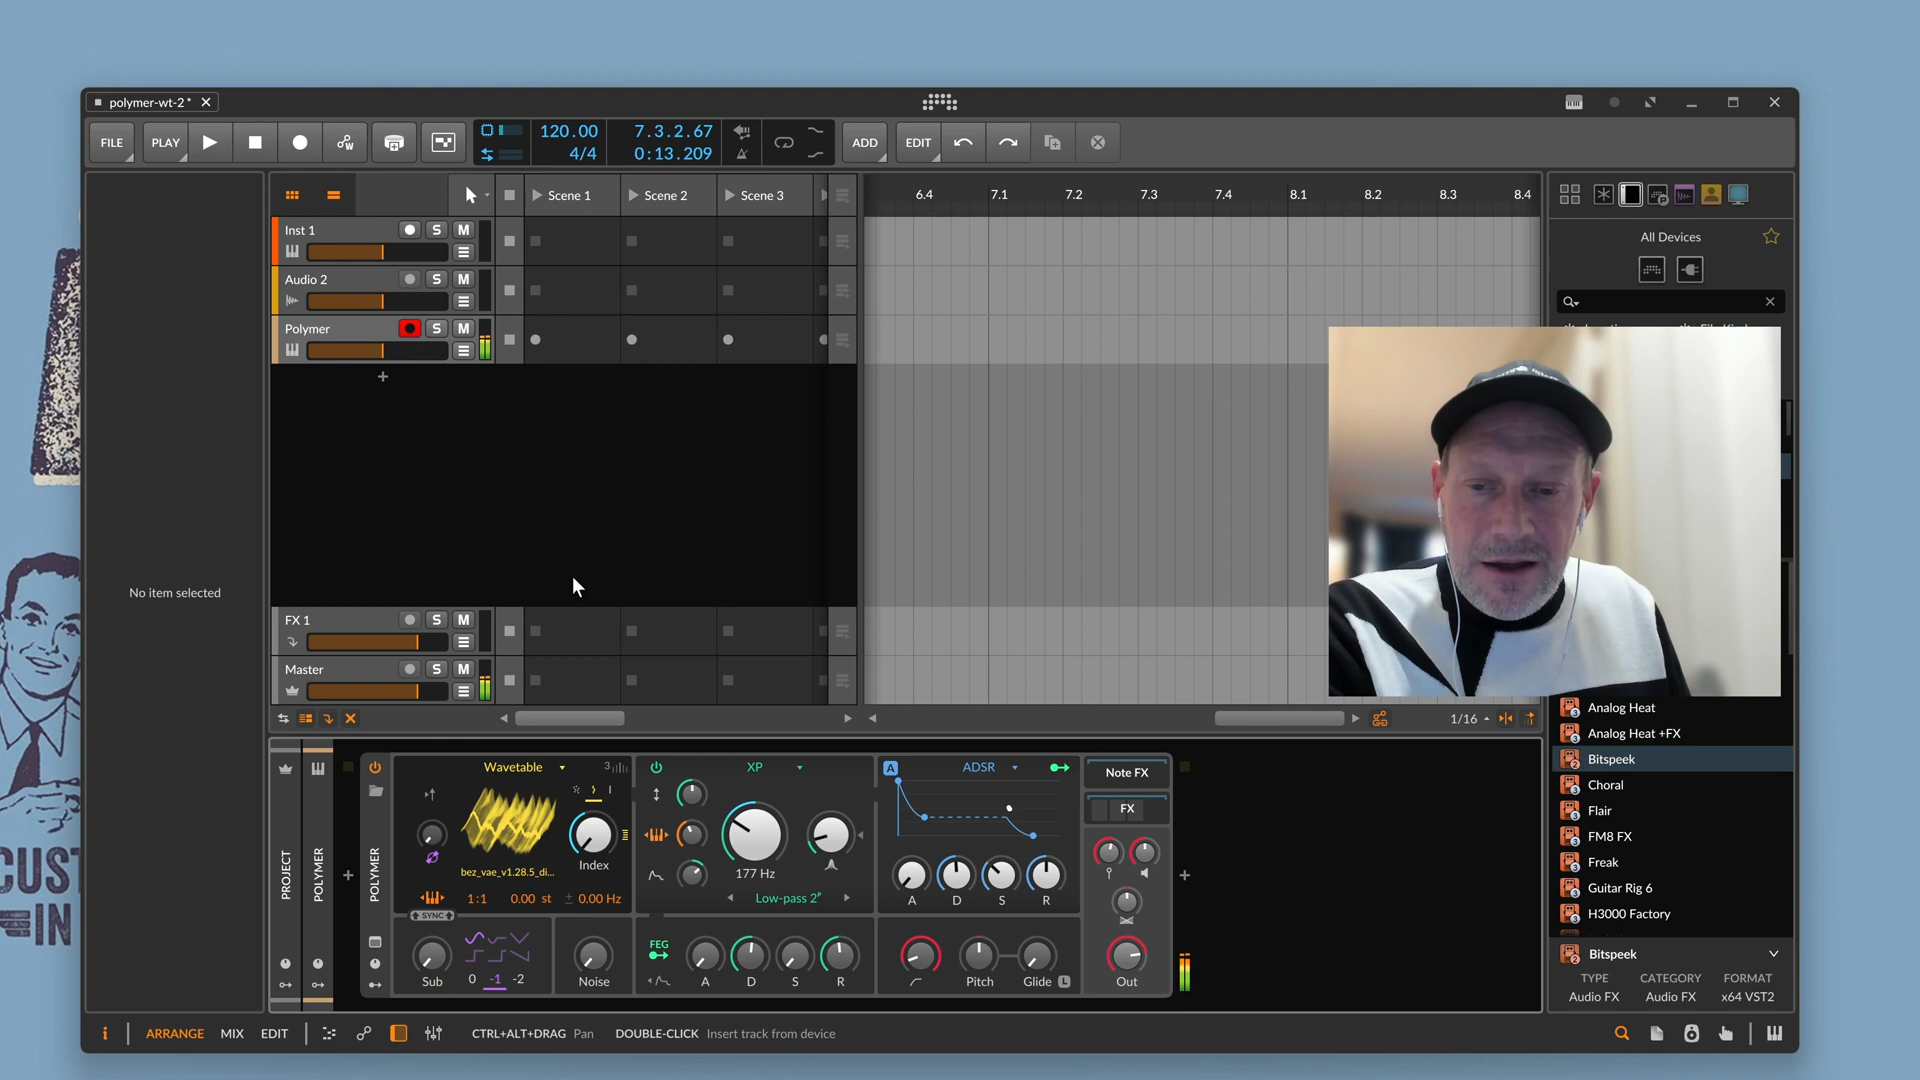 polymer-wt-2*
FILE
PLAY
120.00
4/4
7.3.2.67
0:13.209
ADD
EDIT
Scene 1
Scene 2
Scene 3
6.4
7.1
7.2
7.3
7.4
8.1
8.2
8.3
8.4
All Devices
Inst 1
S
M
Audio 2
S
M
Polymer
S
M
No item selected
FX 1
S
M
Master
S
M
1/16
Analog Heat
Analog Heat +FX
Bitspeek
Choral
Flair
FM8 FX
Freak
Guitar Rig 6
H3000 Factory
Bitspeek
TYPE
CATEGORY
FORMAT
Audio FX
Audio FX
x64 VST2
PROJECT
POLYMER
POLYMER
Wavetable
3
Index
bez_vae_v1.28.5_di...
1:1
0.00 st
± 0.00 Hz
SYNC
Sub
0
-1
-2
Noise
XP
177 Hz
Low-pass 2ᴾ
FEG
A
D
S
R
A
ADSR
A
D
S
R
Pitch
Glide
L
Note FX
FX
Out
i
ARRANGE
MIX
EDIT
CTRL+ALT+DRAG Pan
DOUBLE-CLICK Insert track from device
CUST
IN